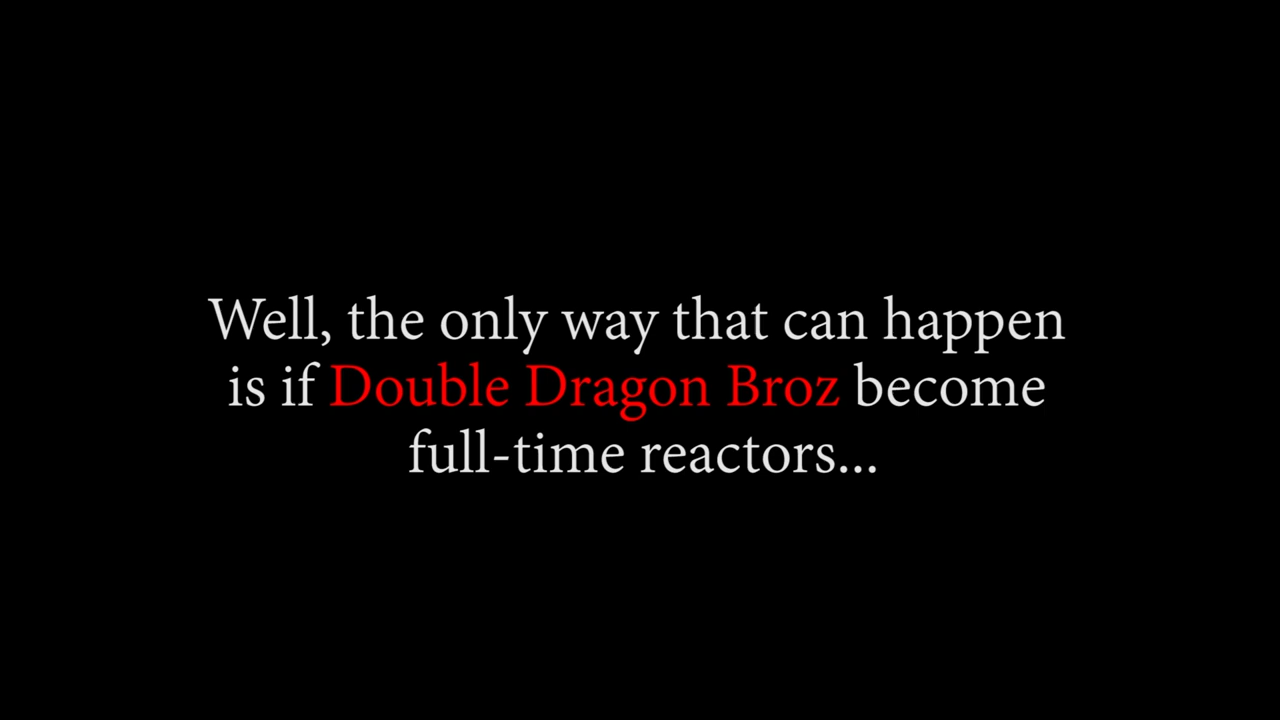 Well, the only way that can happen
is if Double Dragon Broz become
full-time reactors...